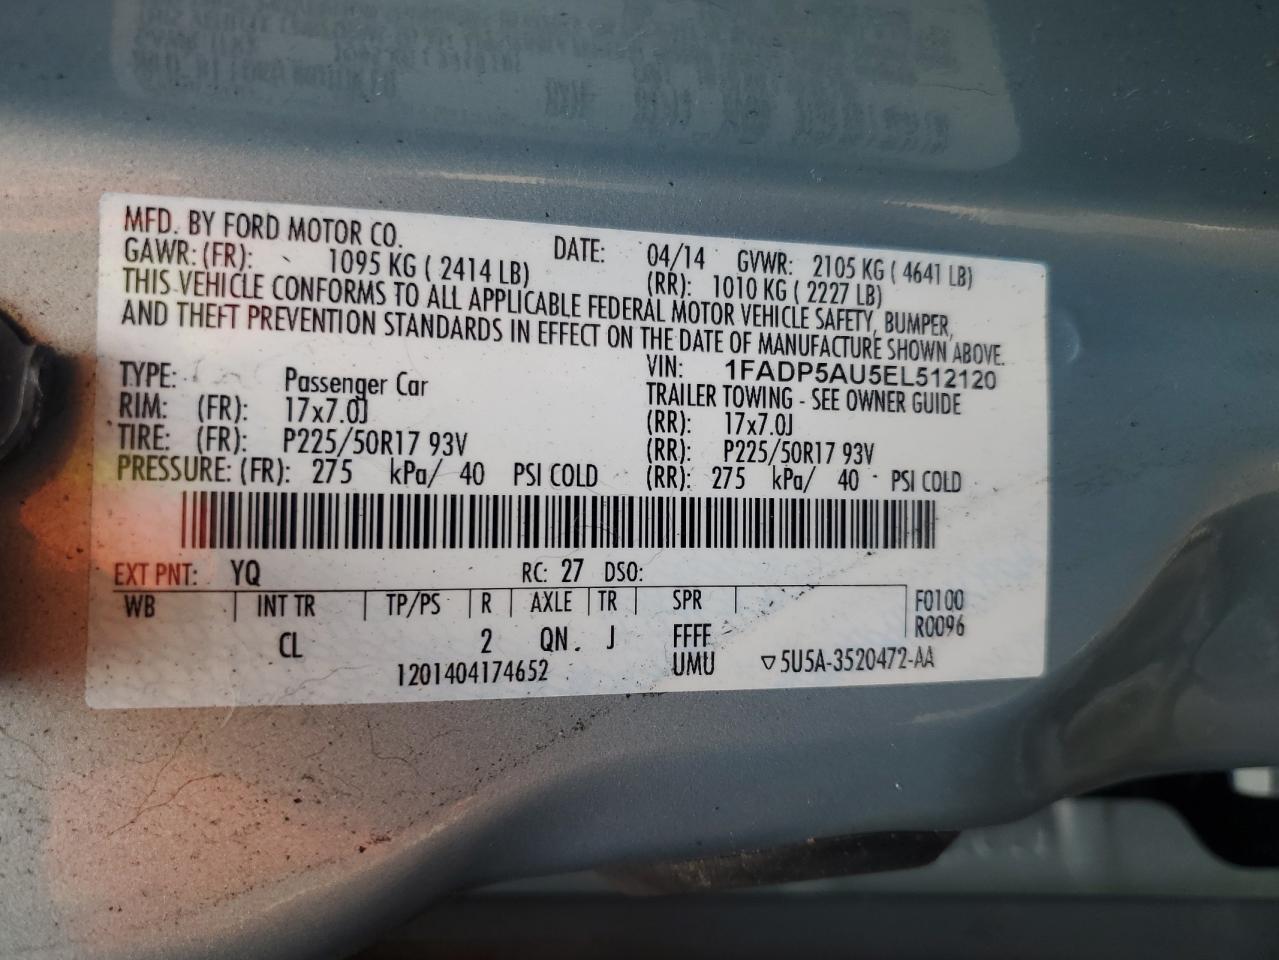 MFD. BY FORD MOTOR CO.
DATE: 04/14 GVWR: 2105 KG ( 4641 LB)
GAWR: (FR): 1095 KG ( 2414 LB) (RR): 1010 KG ( 2227 LB)
THIS VEHICLE CONFORMS TO ALL APPLICABLE FEDERAL MOTOR VEHICLE SAFETY, BUMPER,
AND THEFT PREVENTION STANDARDS IN EFFECT ON THE DATE OF MANUFACTURE SHOWN ABOVE.
VIN: 1FADP5AU5EL512120
TYPE: Passenger Car TRAILER TOWING - SEE OWNER GUIDE
RIM: (FR): 17x7.0J (RR): 17x7.0J
TIRE: (FR): P225/50R17 93V (RR): P225/50R17 93V
PRESSURE: (FR): 275 kPa/ 40 PSI COLD (RR): 275 kPa/ 40 PSI COLD
EXT PNT: YQ RC: 27 DSO:
WB INT TR TP/PS R AXLE TR SPR F0100
R0096
CL 2 QN J FFFF
1201404174652 UMU ▽5U5A-3520472-AA